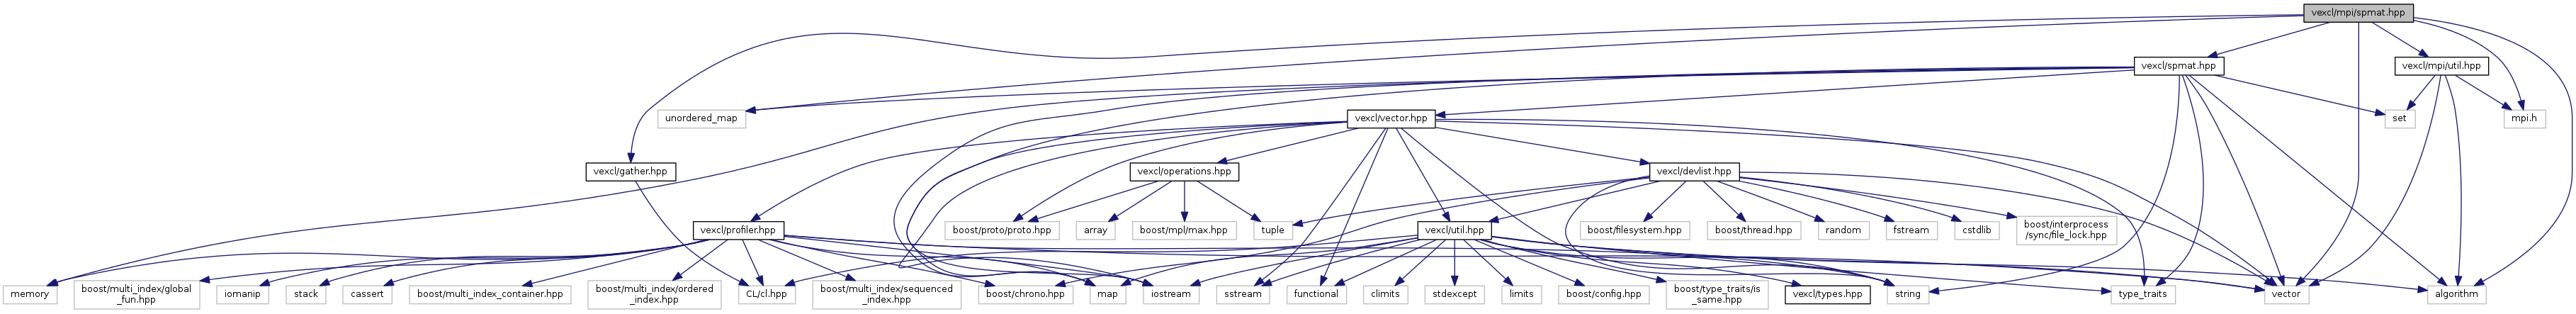 vexcl/mpi/spmat.hpp
vexcl/spmat.hpp
vexcl/mpi/util.hpp
unordered_map
vexcl/vector.hpp
set
mpi.h
vexcl/gather.hpp
vexcl/operations.hpp
vexcl/devlist.hpp
vexcl/profiler.hpp
boost/proto/proto.hpp
array
boost/mpl/max.hpp
tuple
vexcl/util.hpp
boost/filesystem.hpp
boost/thread.hpp
random
fstream
cstdlib
boost/interprocess
/sync/file_lock.hpp
memory
boost/multi_index/global
_fun.hpp
iomanip
stack
cassert
boost/multi_index_container.hpp
boost/multi_index/ordered
_index.hpp
CL/cl.hpp
boost/multi_index/sequenced
_index.hpp
boost/chrono.hpp
map
iostream
sstream
functional
climits
stdexcept
limits
boost/config.hpp
boost/type_traits/is
_same.hpp
vexcl/types.hpp
string
type_traits
vector
algorithm